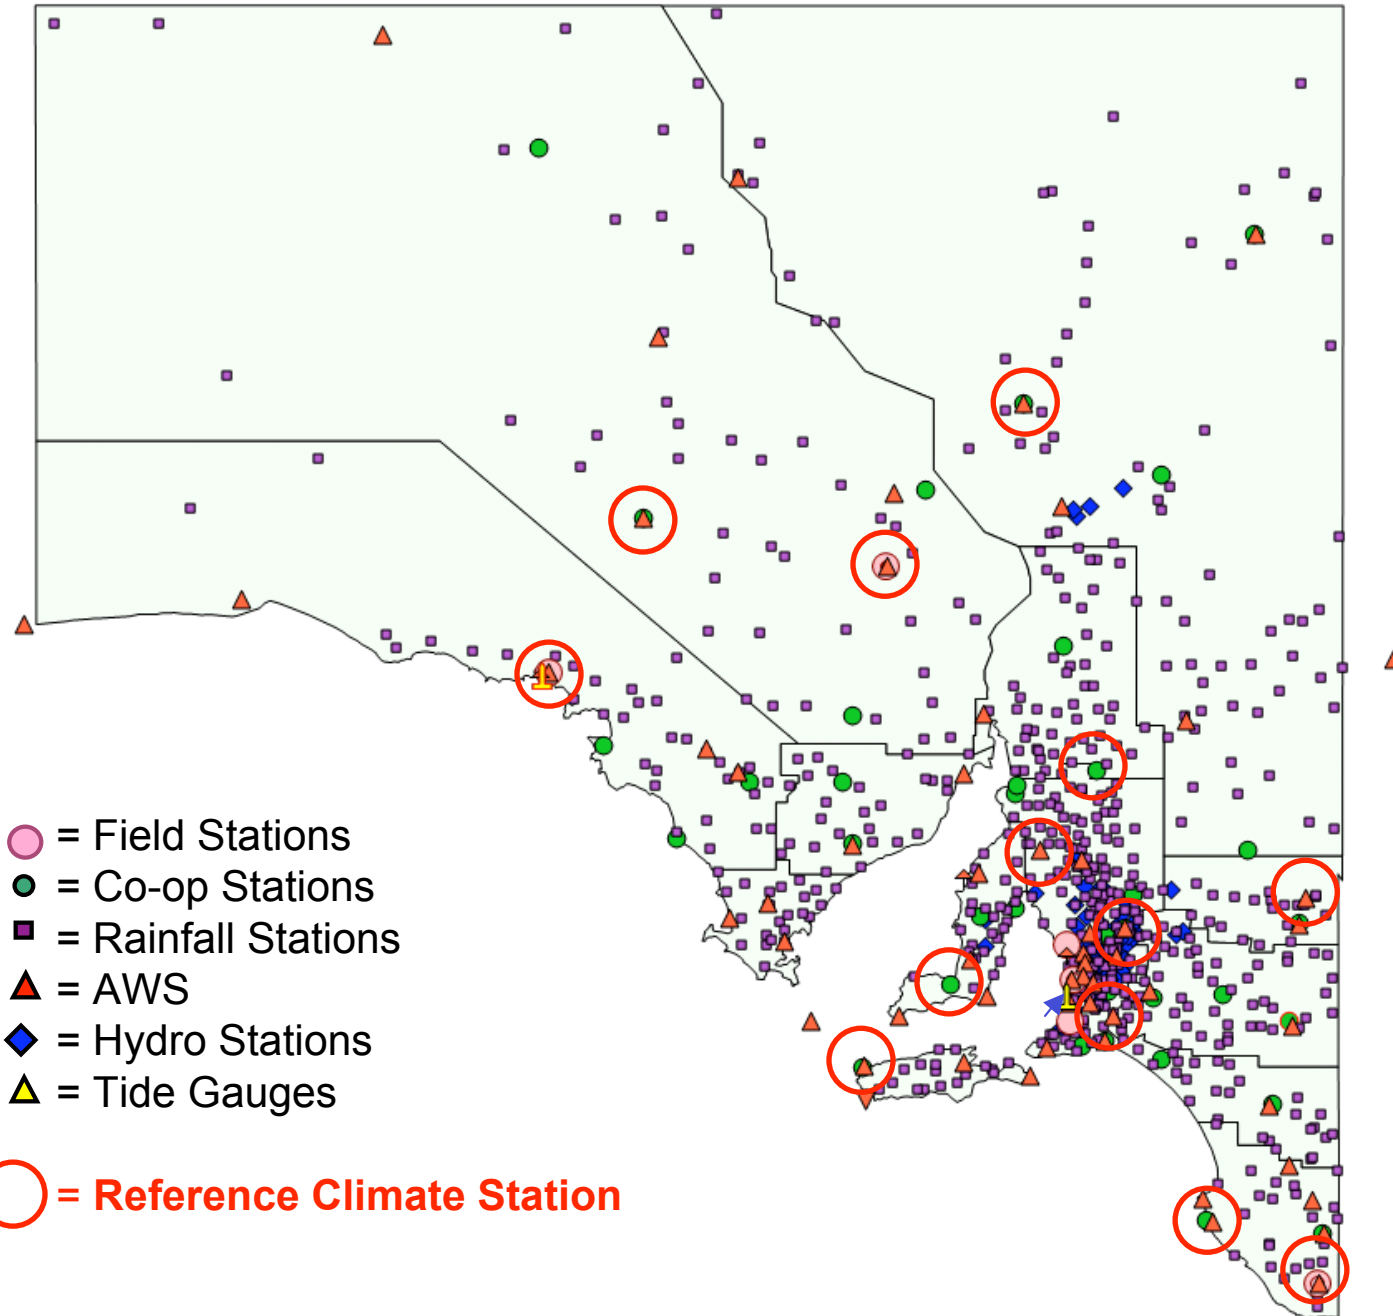 = Field Stations
= Co-op Stations
= Rainfall Stations
= AWS
= Hydro Stations
= Tide Gauges
= Reference Climate Station